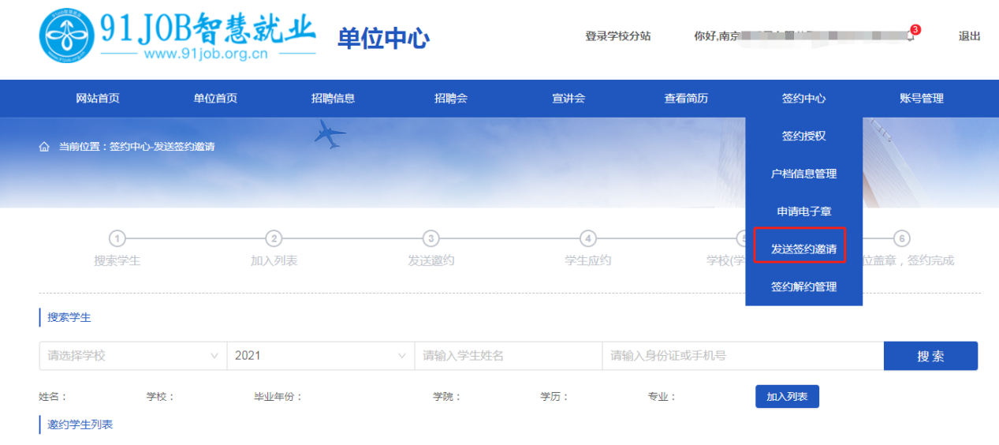 91JOB智慧就业
www.91job.org.cn
单位中心
登录学校分站 你好,南京 3 退出
网站首页 单位首页 招聘信息 招聘会 宣讲会 查看简历 签约中心 账号管理
当前位置：签约中心-发送签约邀请
签约授权
户档信息管理
申请电子章
发送签约邀请
签约解约管理
1 2 3 4 6
搜索学生 加入列表 发送邀约 学生应约 学校(学 位盖章，签约完成
搜索学生
请选择学校 2021 请输入学生姓名 请输入身份证或手机号 搜 索
姓名： 学校： 毕业年份： 学院： 学历： 专业： 加入列表
邀约学生列表